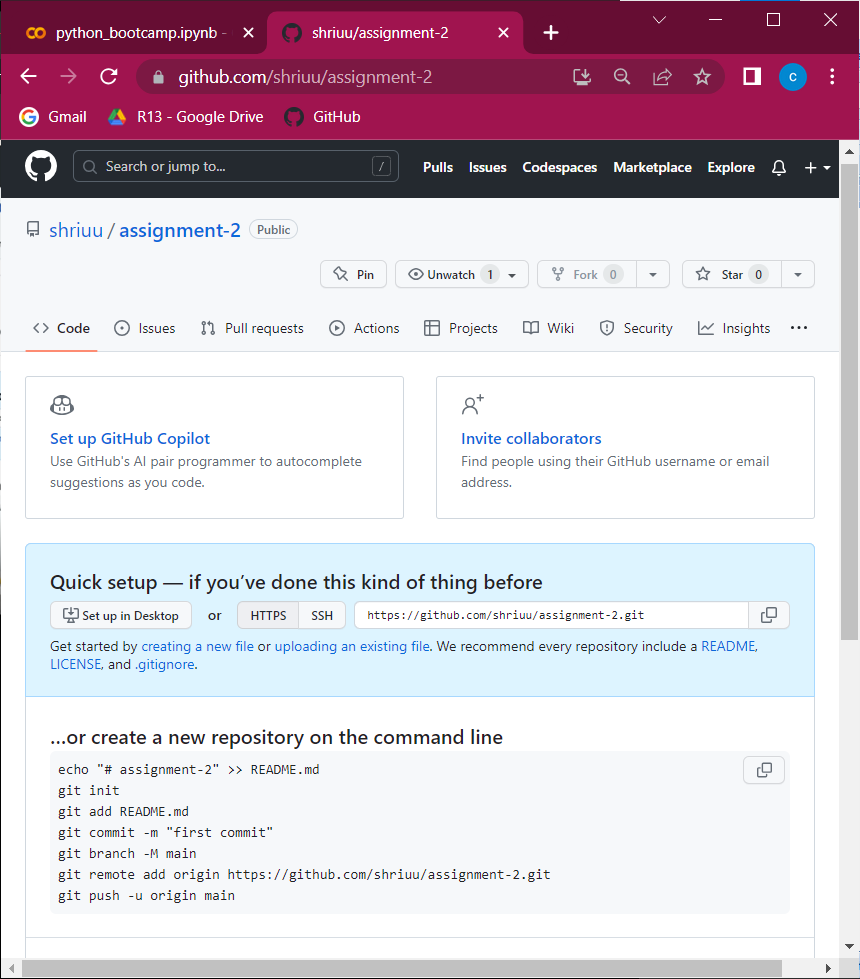 python_bootcamp.ipynb -
shriuu/assignment-2
github.com/shriuu/assignment-2
c
Gmail
R13 - Google Drive
GitHub
Search or jump to...
/
Pulls
Issues
Codespaces
Marketplace
Explore
shriuu / assignment-2
Public
Pin
Unwatch 1
Fork 0
Star 0
Code
Issues
Pull requests
Actions
Projects
Wiki
Security
Insights
Set up GitHub Copilot
Use GitHub's AI pair programmer to autocomplete
suggestions as you code.
Invite collaborators
Find people using their GitHub username or email
address.
Quick setup — if you’ve done this kind of thing before
Set up in Desktop
or
HTTPS
SSH
https://github.com/shriuu/assignment-2.git
Get started by creating a new file or uploading an existing file. We recommend every repository include a README,
LICENSE, and .gitignore.
…or create a new repository on the command line
echo "# assignment-2" >> README.md
git init
git add README.md
git commit -m "first commit"
git branch -M main
git remote add origin https://github.com/shriuu/assignment-2.git
git push -u origin main